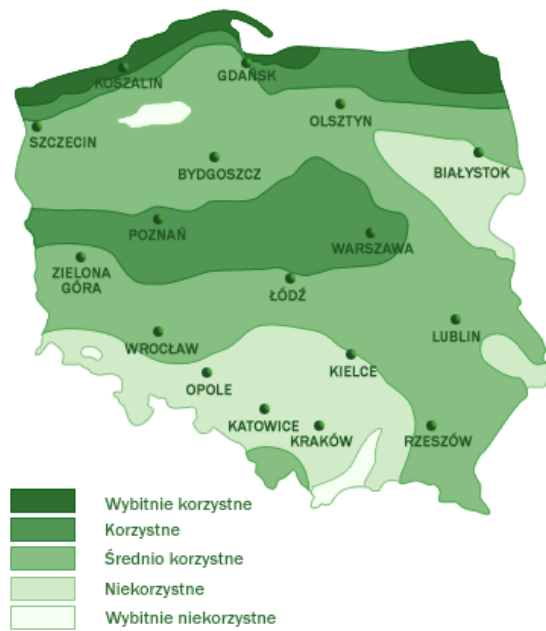 KOSZALIN
GDAŃSK
OLSZTYN
SZCZECIN
BYDGOSZCZ
BIAŁYSTOK
POZNAŃ
WARSZAWA
ZIELONA
GÓRA
ŁÓDŹ
WROCŁAW
LUBLIN
KIELCE
OPOLE
KATOWICE
KRAKÓW
RZESZÓW
Wybitnie korzystne
Korzystne
Średnio korzystne
Niekorzystne
Wybitnie niekorzystne